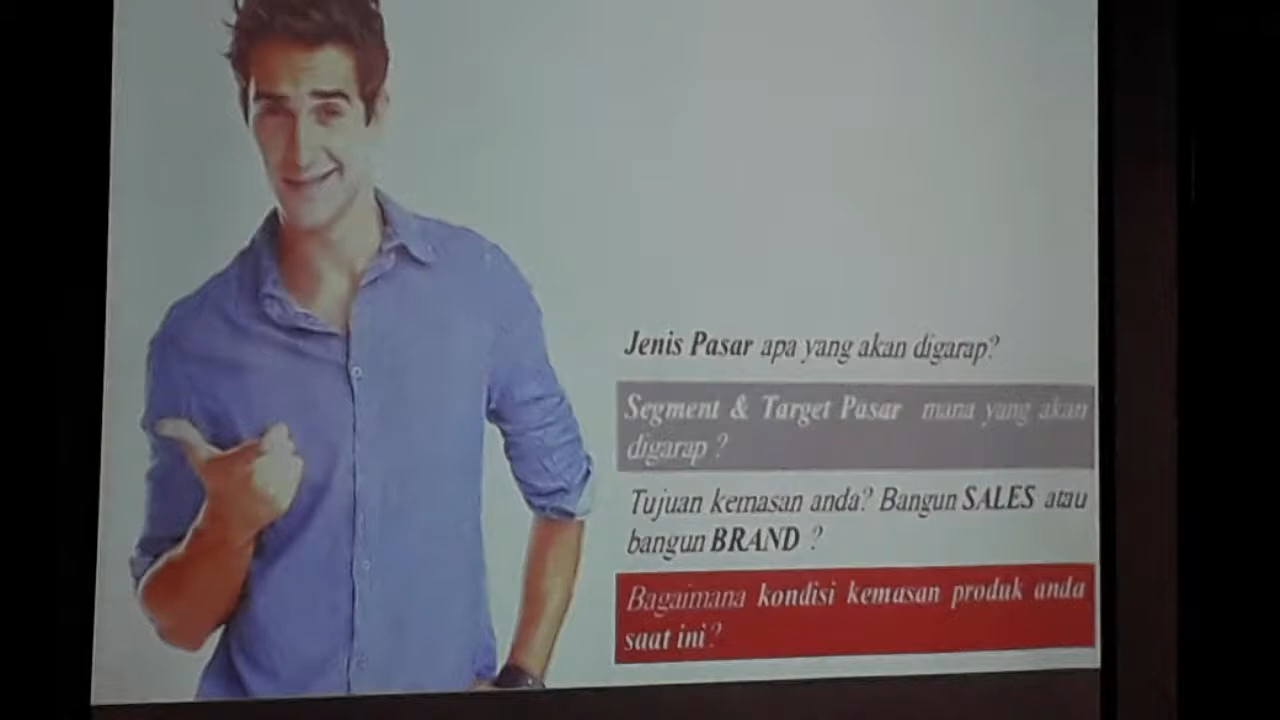 Jenis Pasar apa yang akan digarap?
Segment & Target Pasar mana yang akan
digarap ?
Tujuan kemasan anda? Bangun SALES atau
bangun BRAND ?
Bagaimana kondisi kemasan produk anda
saat ini?